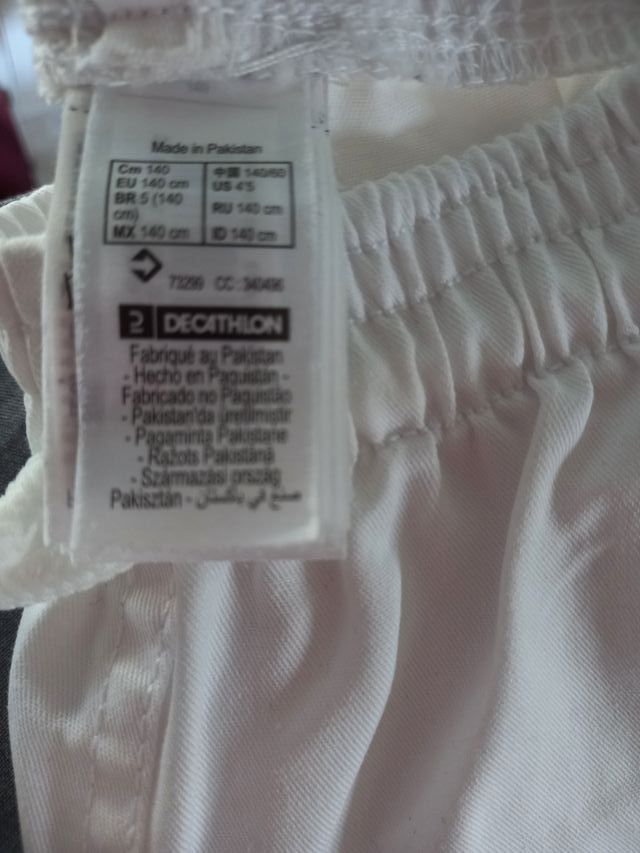 Made in Pakistan
Cm 140
EU 140 cm
BR 5 (140
cm)
MX 140 cm
中国 140/60
US 4'5
RU 140 cm
ID 140 cm
73299 CC: 340496
DECATHLON
Fabriqué au Pakistan
- Hecho en Paquistán -
Fabricado no Paquistão
- Pakistan'da üretilmiştir
- Pagaminta Pakistane
- Ražots Pakistānā
- Származási ország
Pakisztán - صنع في باكستان